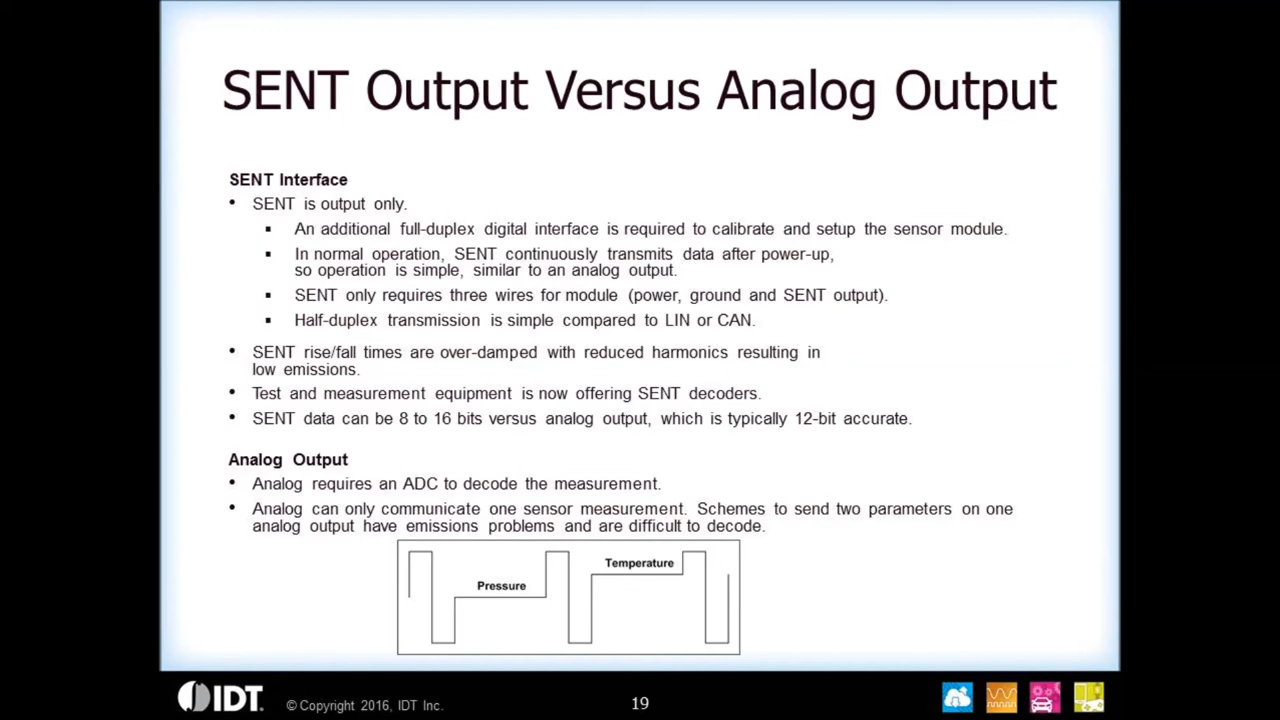 SENT Output Versus Analog Output
SENT Interface
• SENT is output only.
▪ An additional full-duplex digital interface is required to calibrate and setup the sensor module.
▪ In normal operation, SENT continuously transmits data after power-up,
so operation is simple, similar to an analog output.
▪ SENT only requires three wires for module (power, ground and SENT output).
▪ Half-duplex transmission is simple compared to LIN or CAN.
• SENT rise/fall times are over-damped with reduced harmonics resulting in
low emissions.
• Test and measurement equipment is now offering SENT decoders.
• SENT data can be 8 to 16 bits versus analog output, which is typically 12-bit accurate.
Analog Output
• Analog requires an ADC to decode the measurement.
• Analog can only communicate one sensor measurement. Schemes to send two parameters on one
analog output have emissions problems and are difficult to decode.
Temperature
Pressure
IDT. © Copyright 2016, IDT Inc. 19